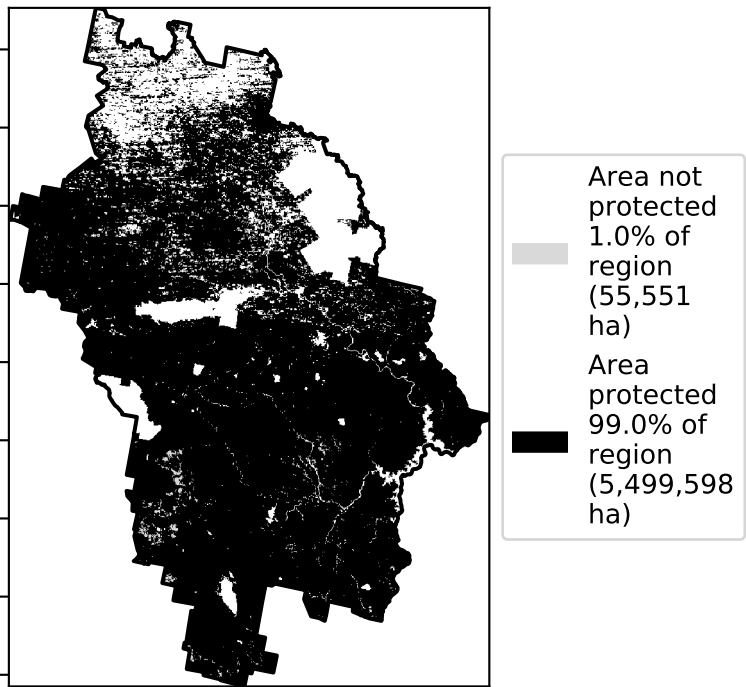 Area not
protected
1.0% of
region
(55,551
ha)
Area
protected
99.0% of
region
(5,499,598
ha)